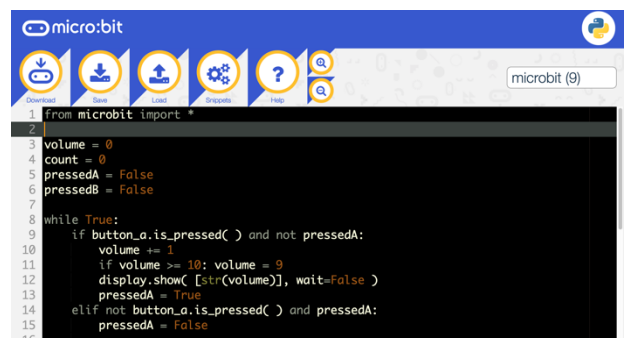 micro:bit
Download Save Load Snippets Help
microbit (9)
1 from microbit import *
2
3 volume = 0
4 count = 0
5 pressedA = False
6 pressedB = False
7
8 while True:
9     if button_a.is_pressed( ) and not pressedA:
10         volume += 1
11         if volume >= 10: volume = 9
12         display.show( [str(volume)], wait=False )
13         pressedA = True
14     elif not button_a.is_pressed( ) and pressedA:
15         pressedA = False